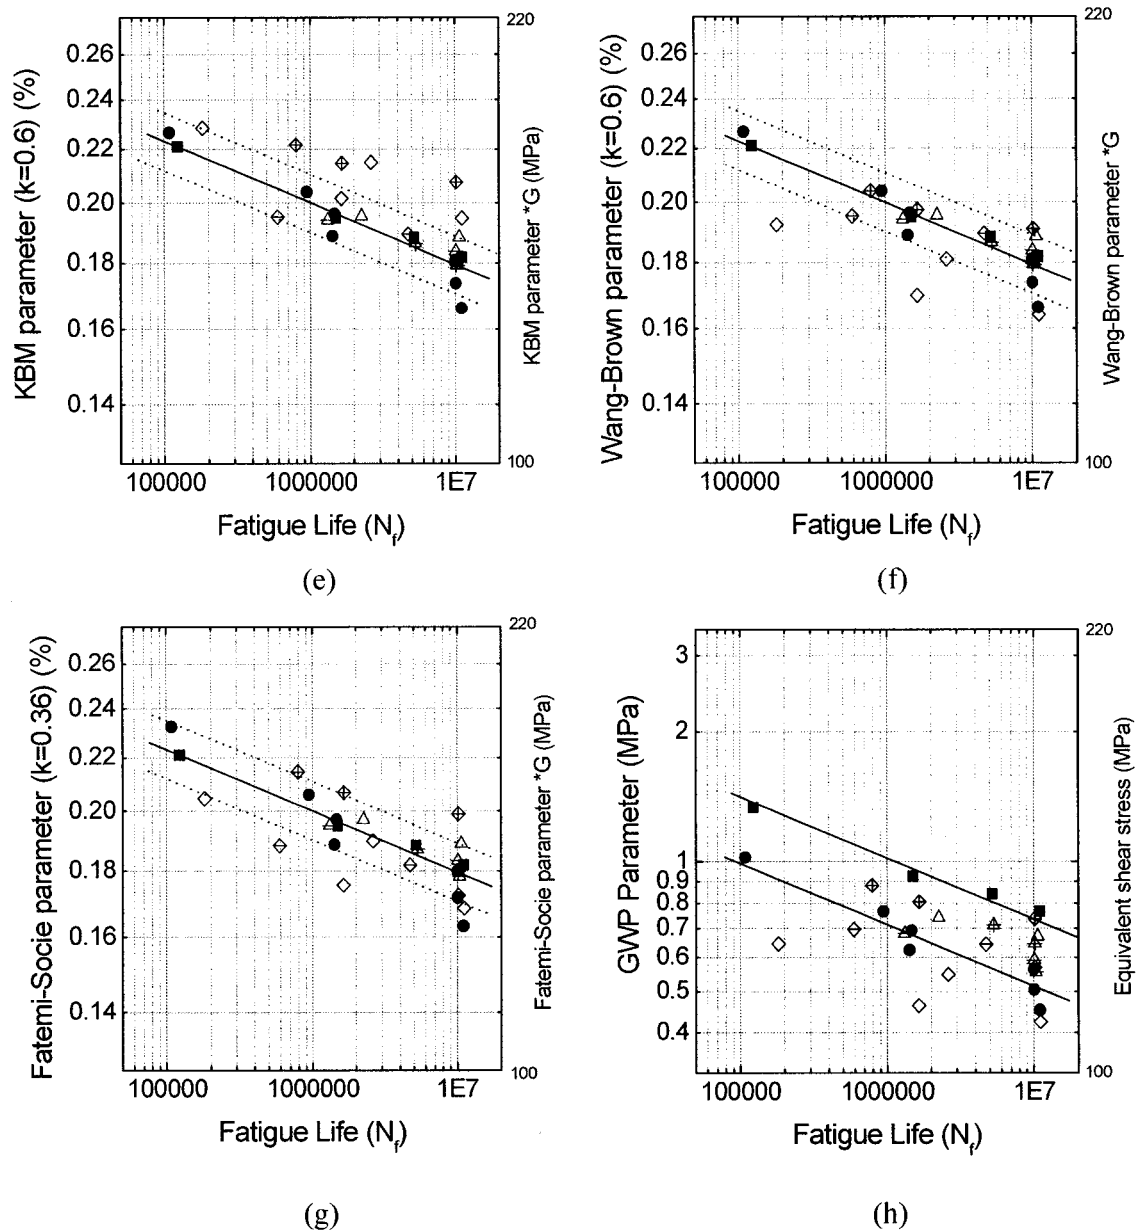 220
0.26
0.24
0.22
0.20
0.18
0.16
0.14
KBM parameter (k=0.6) (%)
KBM parameter *G (MPa)
100
100000 1000000 1E7
Fatigue Life (Nf)
(e)
220
0.26
0.24
0.22
0.20
0.18
0.16
0.14
Wang-Brown parameter (k=0.6) (%)
Wang-Brown parameter *G
100
100000 1000000 1E7
Fatigue Life (Nf)
(f)
220
0.26
0.24
0.22
0.20
0.18
0.16
0.14
Fatemi-Socie parameter (k=0.36) (%)
Fatemi-Socie parameter *G (MPa)
100
100000 1000000 1E7
Fatigue Life (Nf)
(g)
220
3
2
1
0.9
0.8
0.7
0.6
0.5
0.4
GWP Parameter (MPa)
Equivalent shear stress (MPa)
100
100000 1000000 1E7
Fatigue Life (Nf)
(h)